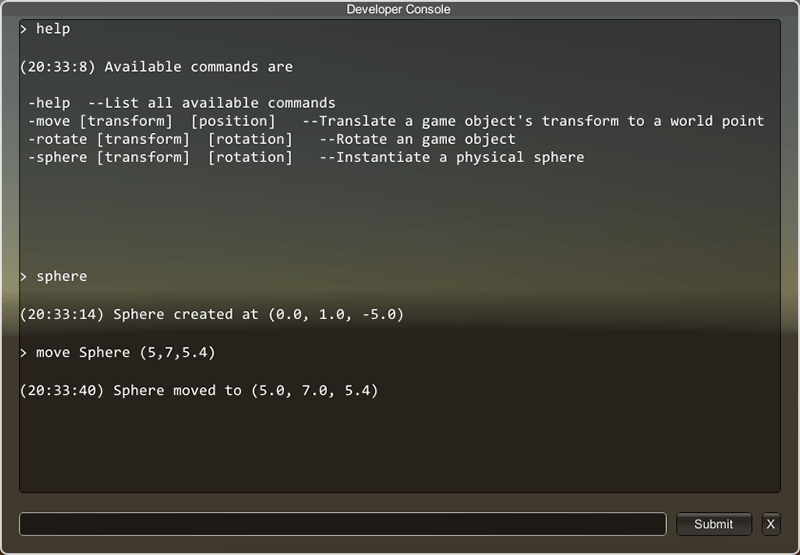 Developer Console
> help
(20:33:8) Available commands are
-help  --List all available commands
-move [transform]  [position]   --Translate a game object's transform to a world point
-rotate [transform]  [rotation]   --Rotate an game object
-sphere [transform]  [rotation]   --Instantiate a physical sphere
> sphere
(20:33:14) Sphere created at (0.0, 1.0, -5.0)
> move Sphere (5,7,5.4)
(20:33:40) Sphere moved to (5.0, 7.0, 5.4)
Submit X